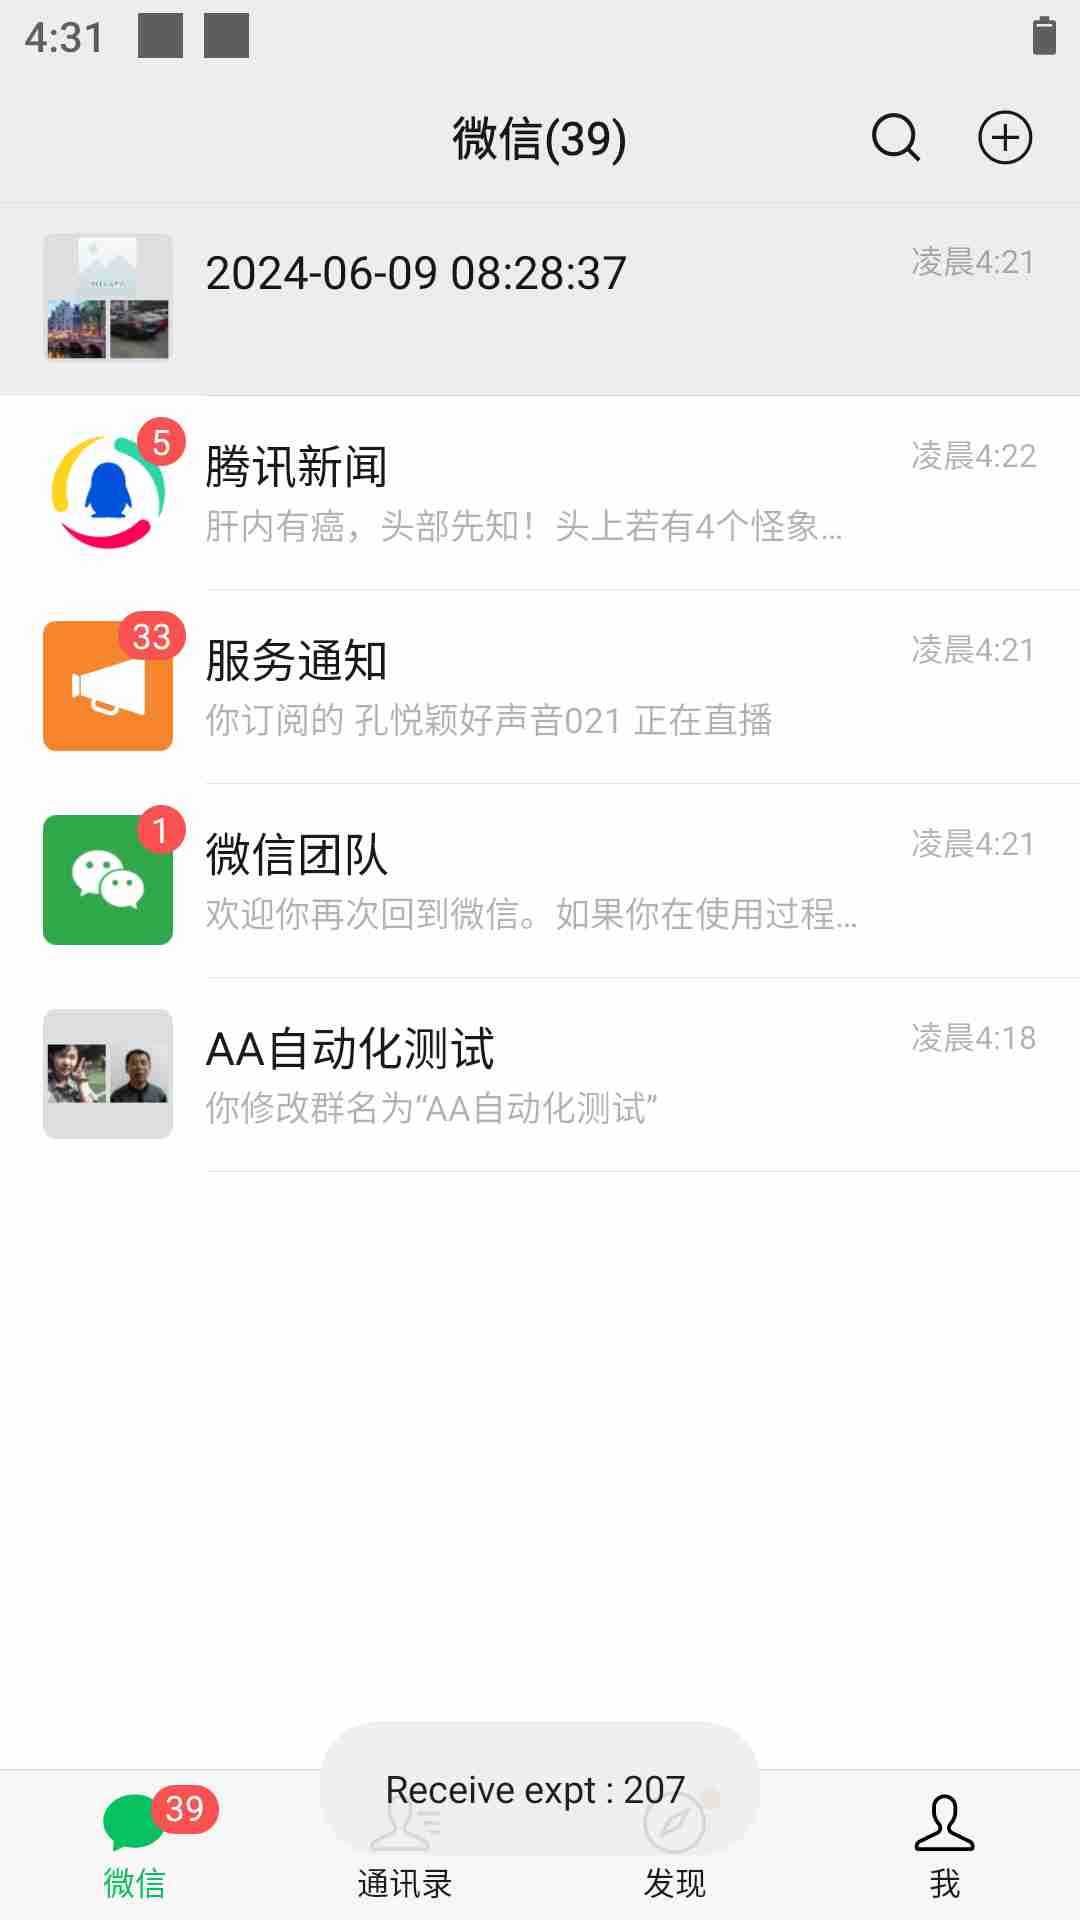 4:31
微信(39)
2024-06-09 08:28:37
凌晨4:21
5
腾讯新闻
凌晨4:22
肝内有癌，头部先知！头上若有4个怪象...
33
服务通知
凌晨4:21
你订阅的 孔悦颖好声音021 正在直播
1
微信团队
凌晨4:21
欢迎你再次回到微信。如果你在使用过程...
AA自动化测试
凌晨4:18
你修改群名为“AA自动化测试”
Receive expt : 207
39
微信
通讯录
发现
我